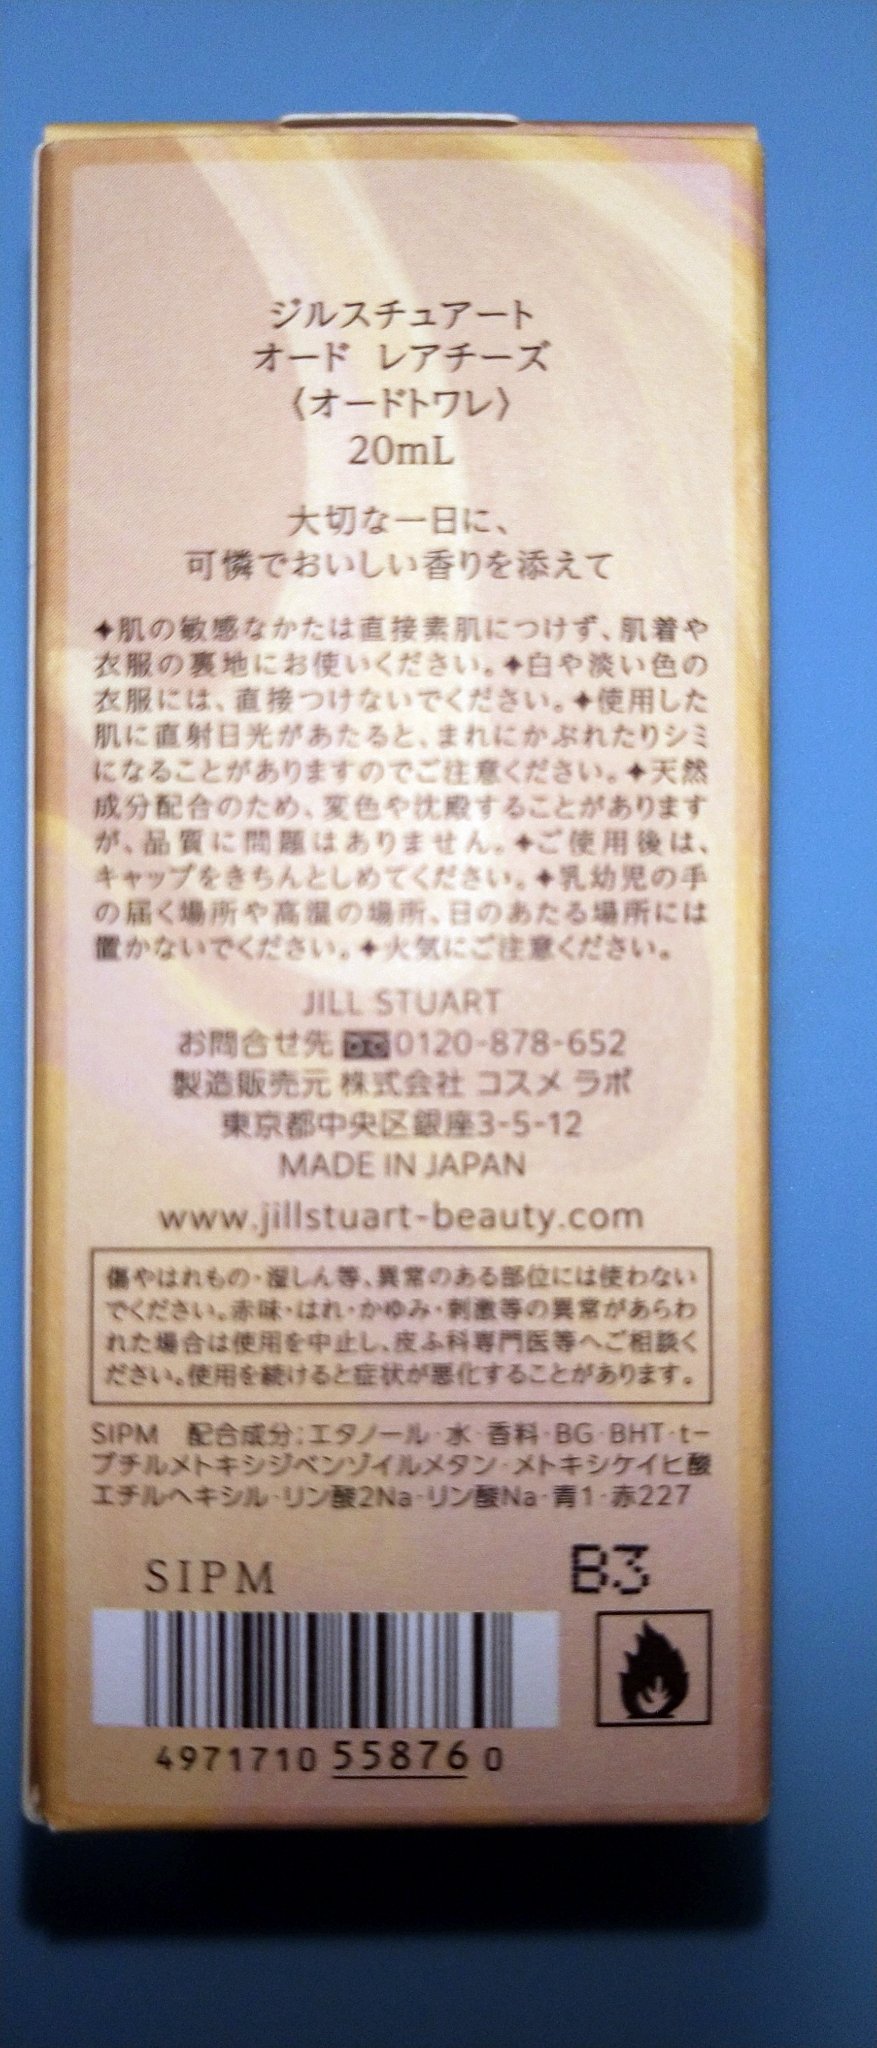 ジルスチュアート
オード レアチーズ
〈オードトワレ〉
20mL
大切な一日に、
可憐でおいしい香りを添えて
✦肌の敏感なかたは直接素肌につけず、肌着や
衣服の裏地にお使いください。✦白や淡い色の
衣服には、直接つけないでください。✦使用した
肌に直射日光があたると、まれにかぶれたりシミ
になることがありますのでご注意ください。✦天然
成分配合のため、変色や沈殿することがあります
が、品質に問題はありません。✦ご使用後は、
キャップをきちんとしめてください。✦乳幼児の手
の届く場所や高温の場所、日のあたる場所には
置かないでください。✦火気にご注意ください。
JILL STUART
お問合せ先 0120-878-652
製造販売元 株式会社 コスメ ラボ
東京都中央区銀座3-5-12
MADE IN JAPAN
www.jillstuart-beauty.com
傷やはれもの・湿しん等、異常のある部位には使わない
でください。赤味・はれ・かゆみ・刺激等の異常があらわ
れた場合は使用を中止し、皮ふ科専門医等へご相談く
ださい。使用を続けると症状が悪化することがあります。
SIPM 配合成分:エタノール・水・香料・BG・BHT・t-
ブチルメトキシジベンゾイルメタン・メトキシケイヒ酸
エチルヘキシル・リン酸2Na・リン酸Na・青1・赤227
SIPM
B3
4971710 55876 0